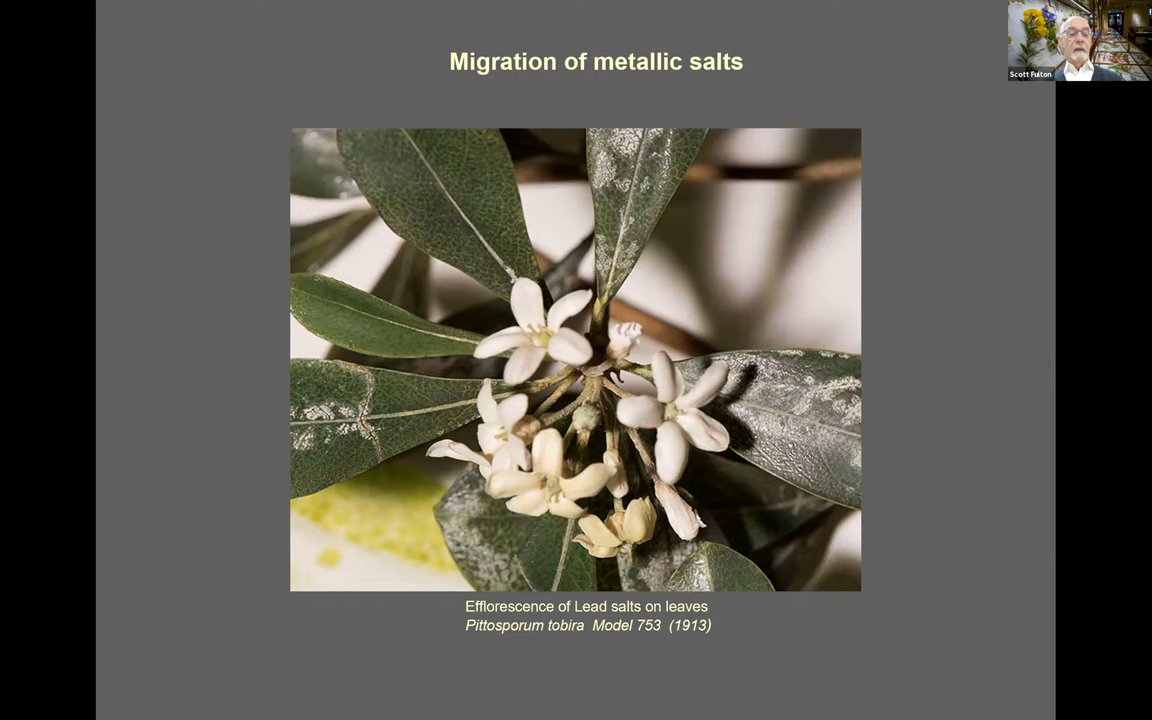 Migration of metallic salts
Scott Fulton
Efflorescence of Lead salts on leaves
Pittosporum tobira Model 753 (1913)